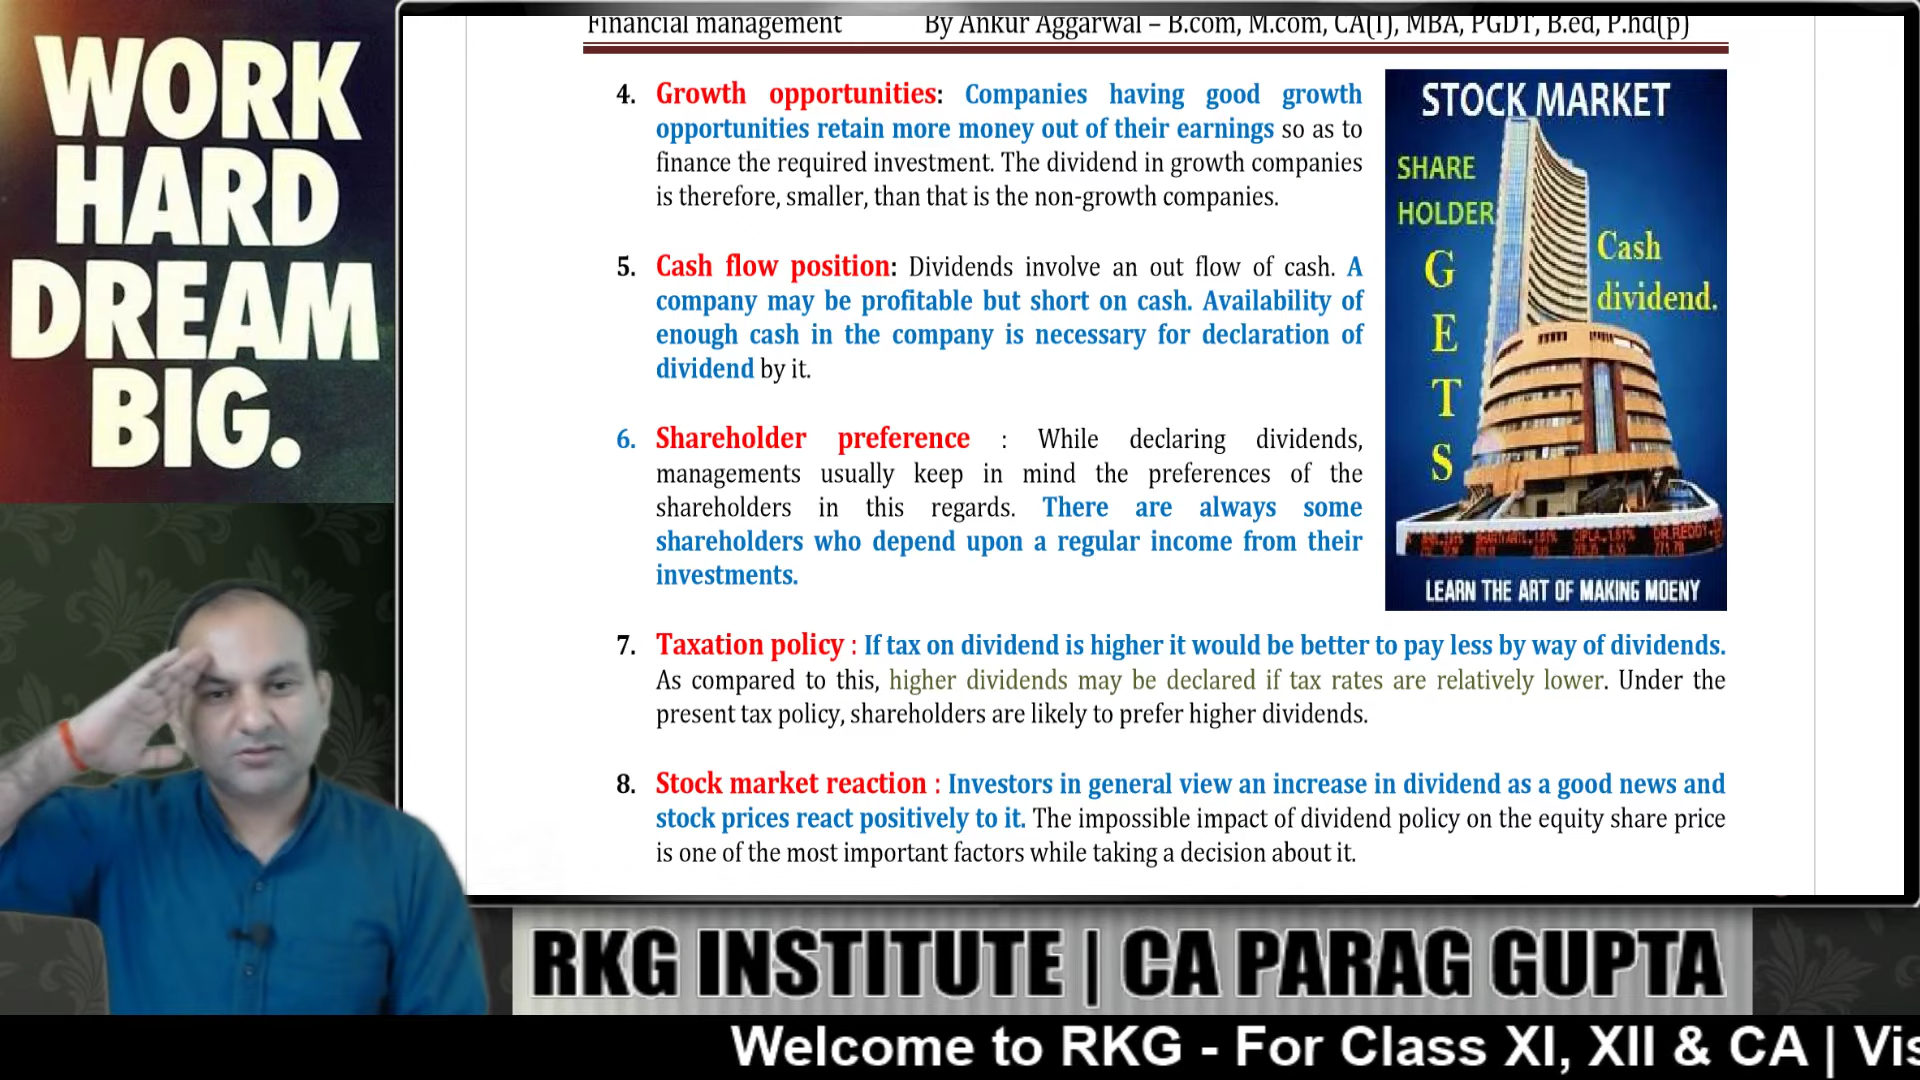 WORK
HARD
DREAM
BIG.
Financial management By Ankur Aggarwal – B.com, M.com, CA(I), MBA, PGDT, B.ed, P.hd(p)
4. Growth opportunities: Companies having good growth
opportunities retain more money out of their earnings so as to
finance the required investment. The dividend in growth companies
is therefore, smaller, than that is the non-growth companies.
5. Cash flow position: Dividends involve an out flow of cash. A
company may be profitable but short on cash. Availability of
enough cash in the company is necessary for declaration of
dividend by it.
6. Shareholder preference : While declaring dividends,
managements usually keep in mind the preferences of the
shareholders in this regards. There are always some
shareholders who depend upon a regular income from their
investments.
STOCK MARKET
SHARE
HOLDER
GETS
Cash
dividend.
LEARN THE ART OF MAKING MOENY
7. Taxation policy : If tax on dividend is higher it would be better to pay less by way of dividends.
As compared to this, higher dividends may be declared if tax rates are relatively lower. Under the
present tax policy, shareholders are likely to prefer higher dividends.
8. Stock market reaction : Investors in general view an increase in dividend as a good news and
stock prices react positively to it. The impossible impact of dividend policy on the equity share price
is one of the most important factors while taking a decision about it.
RKG INSTITUTE | CA PARAG GUPTA
Welcome to RKG - For Class XI, XII & CA | Vis